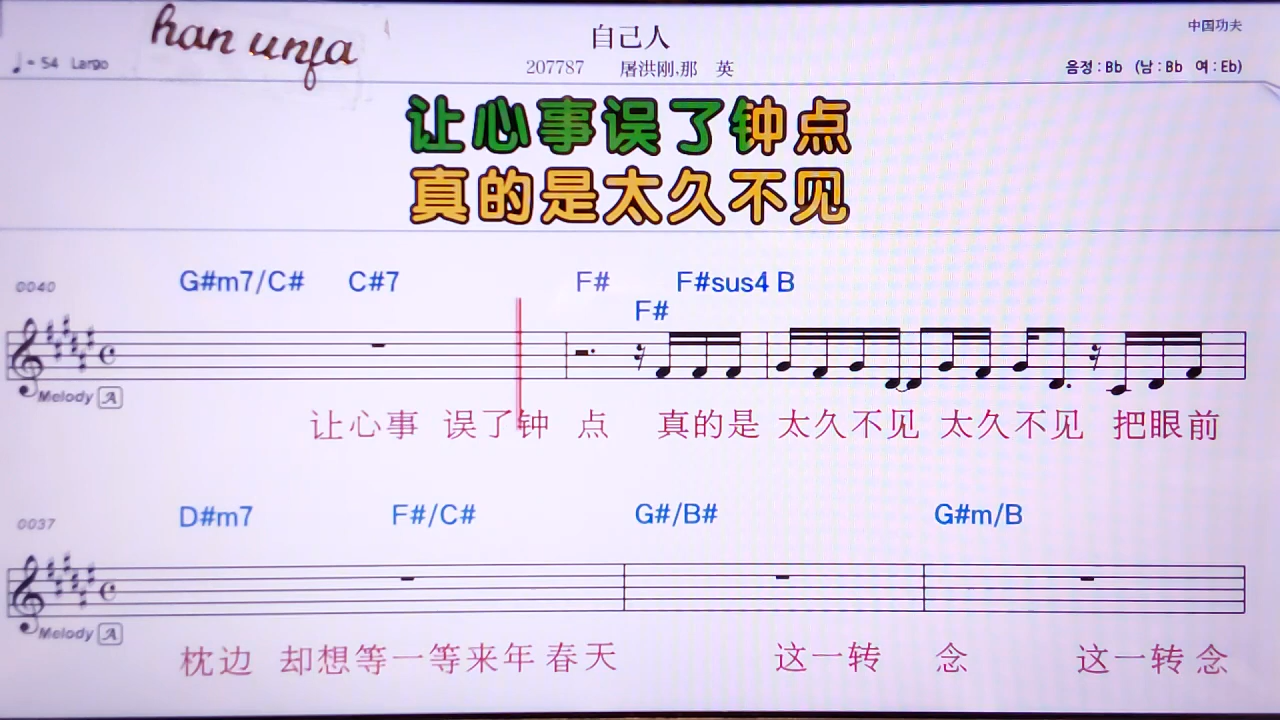 han unfa
自己人
中国功夫
♩= 54 Largo
207787 屠洪刚.那 英
음정 : Bb (남 : Bb 여 : Eb)
让心事误了钟点
真的是太久不见
0040
G#m7/C# C#7 F# F#sus4 B
F#
Melody A
让心事 误了钟 点 真的是 太久不见 太久不见 把眼前
0037
D#m7 F#/C# G#/B# G#m/B
Melody A
枕边 却想等一等来年春天 这一转 念 这一转念